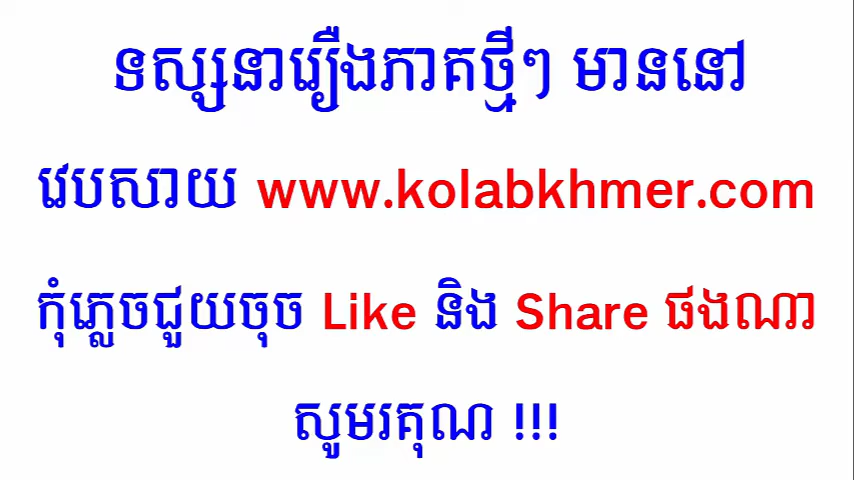 ទស្សនារឿងភាគថ្មីៗ មាននៅ
វេបសាយ www.kolabkhmer.com
កុំភ្លេចជួយចុច Like និង Share ផងណា
សូមរគុណ !!!